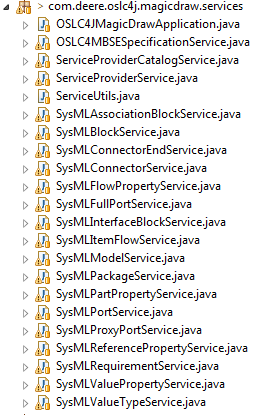 > com.deere.oslc4j.magicdraw.services
OSLC4JMagicDrawApplication.java
OSLC4MBSESpecificationService.java
ServiceProviderCatalogService.java
ServiceProviderService.java
ServiceUtils.java
SysMLAssociationBlockService.java
SysMLBlockService.java
SysMLConnectorEndService.java
SysMLConnectorService.java
SysMLFlowPropertyService.java
SysMLFullPortService.java
SysMLInterfaceBlockService.java
SysMLItemFlowService.java
SysMLModelService.java
SysMLPackageService.java
SysMLPartPropertyService.java
SysMLPortService.java
SysMLProxyPortService.java
SysMLReferencePropertyService.java
SysMLRequirementService.java
SysMLValuePropertyService.java
SysMLValueTypeService.java